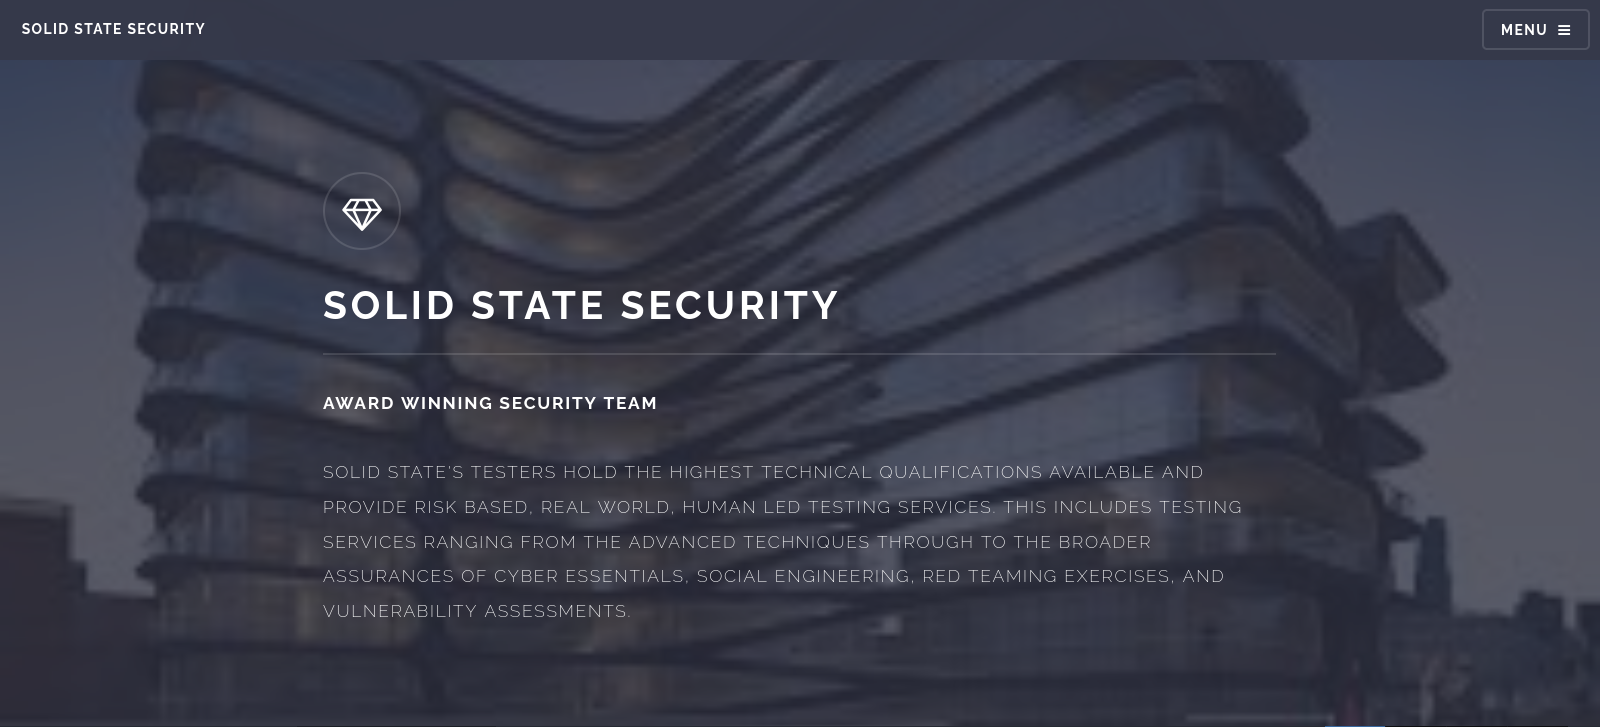 SOLID STATE SECURITY
MENU
SOLID STATE SECURITY
AWARD WINNING SECURITY TEAM
SOLID STATE'S TESTERS HOLD THE HIGHEST TECHNICAL QUALIFICATIONS AVAILABLE AND
PROVIDE RISK BASED, REAL WORLD, HUMAN LED TESTING SERVICES. THIS INCLUDES TESTING
SERVICES RANGING FROM THE ADVANCED TECHNIQUES THROUGH TO THE BROADER
ASSURANCES OF CYBER ESSENTIALS, SOCIAL ENGINEERING, RED TEAMING EXERCISES, AND
VULNERABILITY ASSESSMENTS.